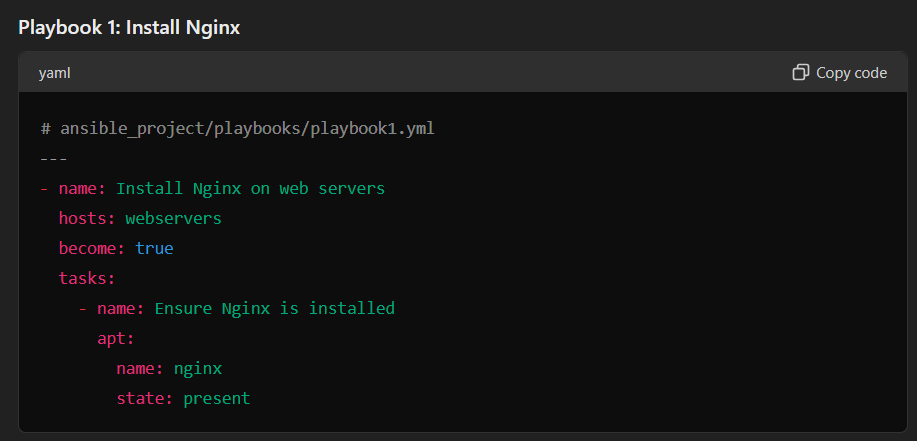 Playbook 1: Install Nginx
yaml
Copy code
# ansible_project/playbooks/playbook1.yml
---
- name: Install Nginx on web servers
  hosts: webservers
  become: true
  tasks:
    - name: Ensure Nginx is installed
      apt:
        name: nginx
        state: present